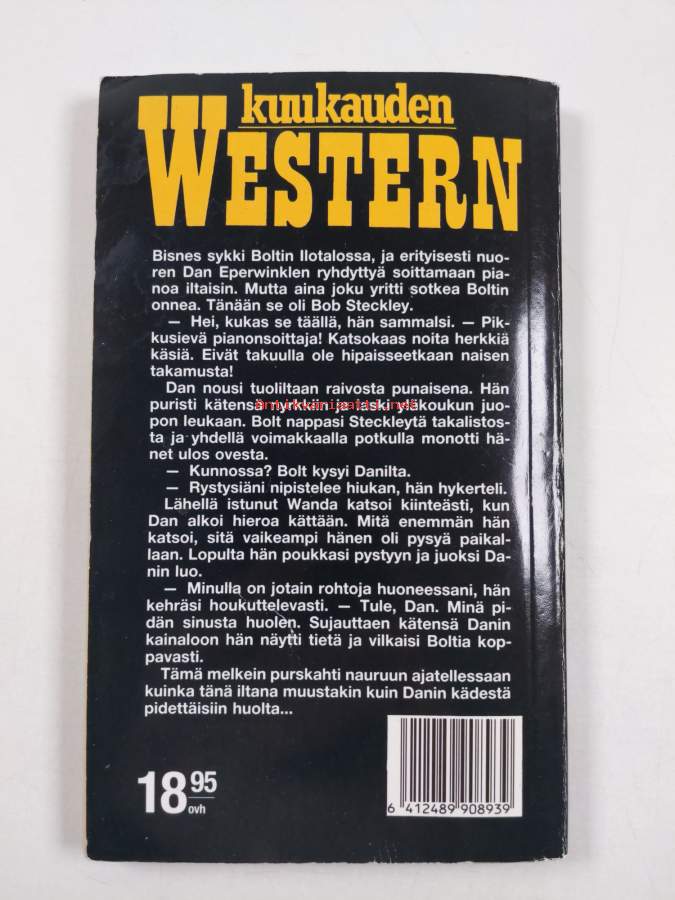 kuukauden
WESTERN
Bisnes sykki Boltin Ilotalossa, ja erityisesti nuo-
ren Dan Eperwinklen ryhdyttyä soittamaan pia-
noa iltaisin. Mutta aina joku yritti sotkea Boltin
onnea. Tänään se oli Bob Steckley.
— Hei, kukas se täällä, hän sammalsi. — Pik-
kusievä pianonsoittaja! Katsokaas noita herkkiä
käsiä. Eivät takuulla ole hipaisseetkaan naisen
takamusta!
Dan nousi tuoliltaan raivosta punaisena. Hän
puristi kätensä nyrkkiin ja iski yläkoukun juo-
pon leukaan. Bolt nappasi Steckleytä takalistos-
ta ja yhdellä voimakkaalla potkulla monotti hä-
net ulos ovesta.
— Kunnossa? Bolt kysyi Danilta.
— Rystysiäni nipistelee hiukan, hän hykerteli.
Lähellä istunut Wanda katsoi kiinteästi, kun
Dan alkoi hieroa kättään. Mitä enemmän hän
katsoi, sitä vaikeampi hänen oli pysyä paikal-
laan. Lopulta hän poukkasi pystyyn ja juoksi Da-
nin luo.
— Minulla on jotain rohtoja huoneessani, hän
kehräsi houkuttelevasti. — Tule, Dan. Minä pi-
dän sinusta huolen. Sujauttaen kätensä Danin
kainaloon hän näytti tietä ja vilkaisi Boltia kop-
pavasti.
Tämä melkein purskahti nauruun ajatellessaan
kuinka tänä iltana muustakin kuin Danin kädestä
pidettäisiin huolta...
18 95
ovh
6 412489 908939